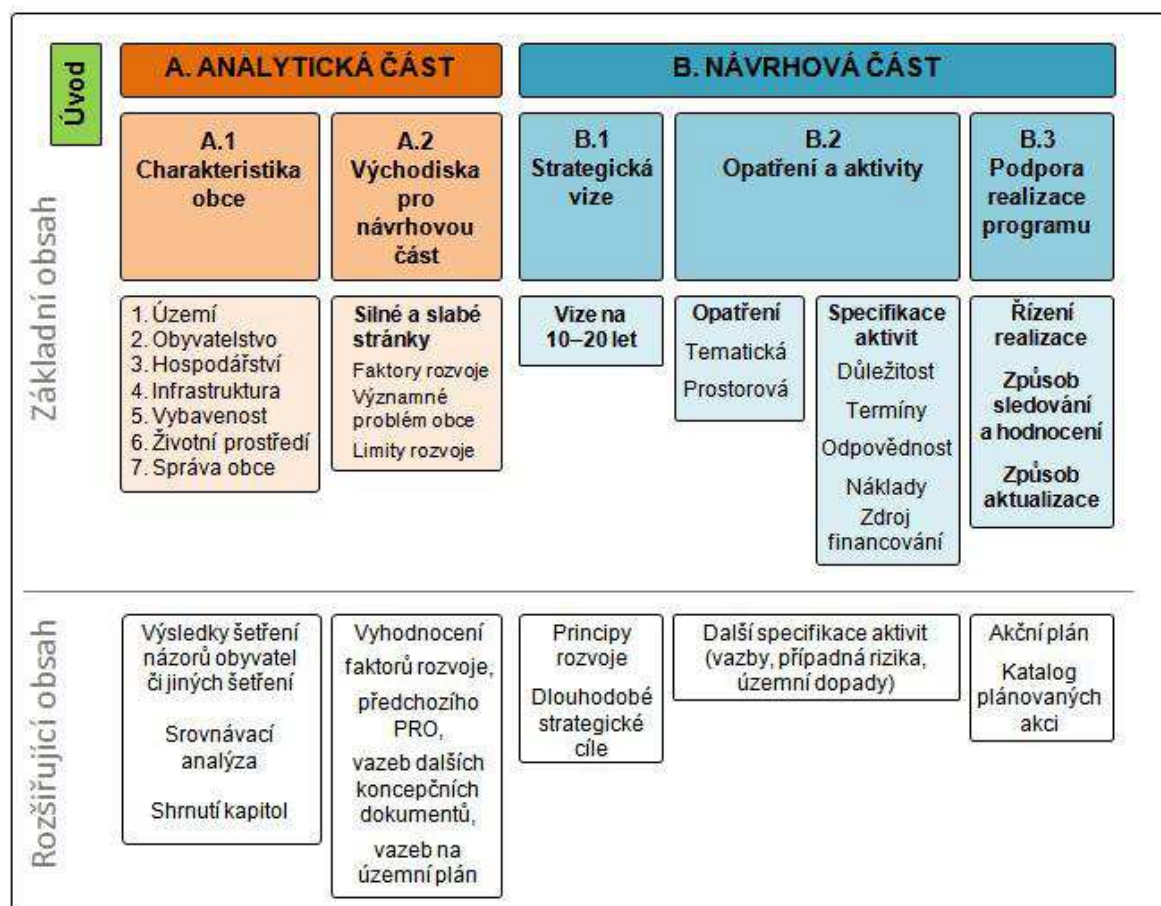 Úvod
A. ANALYTICKÁ ČÁST
B. NÁVRHOVÁ ČÁST
Základní obsah
A.1
Charakteristika
obce
A.2
Východiska
pro
návrhovou
část
B.1
Strategická
vize
B.2
Opatření a aktivity
B.3
Podpora
realizace
programu
1. Území
2. Obyvatelstvo
3. Hospodářství
4. Infrastruktura
5. Vybavenost
6. Životní prostředí
7. Správa obce
Silné a slabé
stránky
Faktory rozvoje
Významné
problém obce
Limity rozvoje
Vize na
10–20 let
Opatření
Tematická
Prostorová
Specifikace
aktivit
Důležitost
Termíny
Odpovědnost
Náklady
Zdroj
financování
Řízení
realizace
Způsob
sledování
a hodnocení
Způsob
aktualizace
Rozšiřující obsah
Výsledky šetření
názorů obyvatel
či jiných šetření
Srovnávací
analýza
Shrnutí kapitol
Vyhodnocení
faktorů rozvoje,
předchozího
PRO,
vazeb dalších
koncepčních
dokumentů,
vazeb na
územní plán
Principy
rozvoje
Dlouhodobé
strategické
cíle
Další specifikace aktivit
(vazby, případná rizika,
územní dopady)
Akční plán
Katalog
plánovaných
akci